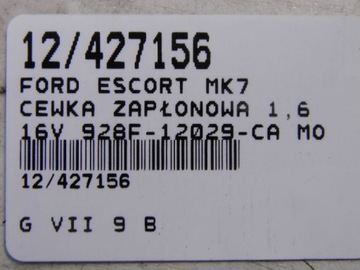 12/427156
FORD ESCORT MK7
CEWKA ZAPŁONOWA 1,6
16V 928F-12029-CA MO
12/427156
G VII 9 B